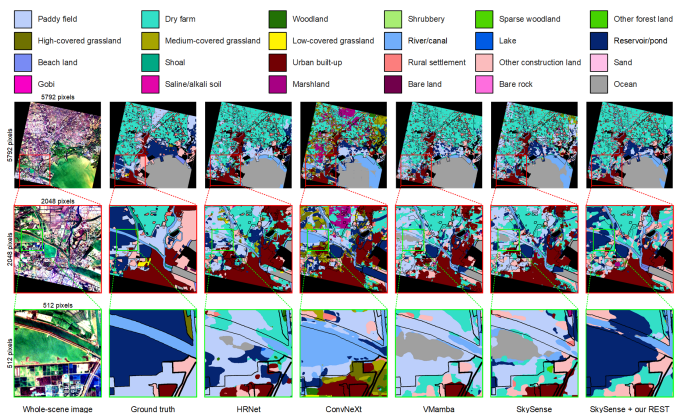 Paddy field Dry farm Woodland Shrubbery Sparse woodland Other forest land
High-covered grassland Medium-covered grassland Low-covered grassland River/canal Lake Reservoir/pond
Beach land Shoal Urban built-up Rural settlement Other construction land Sand
Gobi Saline/alkali soil Marshland Bare land Bare rock Ocean
5792 pixels
5792 pixels
2048 pixels
2048 pixels
512 pixels
512 pixels
Whole-scene image Ground truth HRNet ConvNeXt VMamba SkySense SkySense + our REST